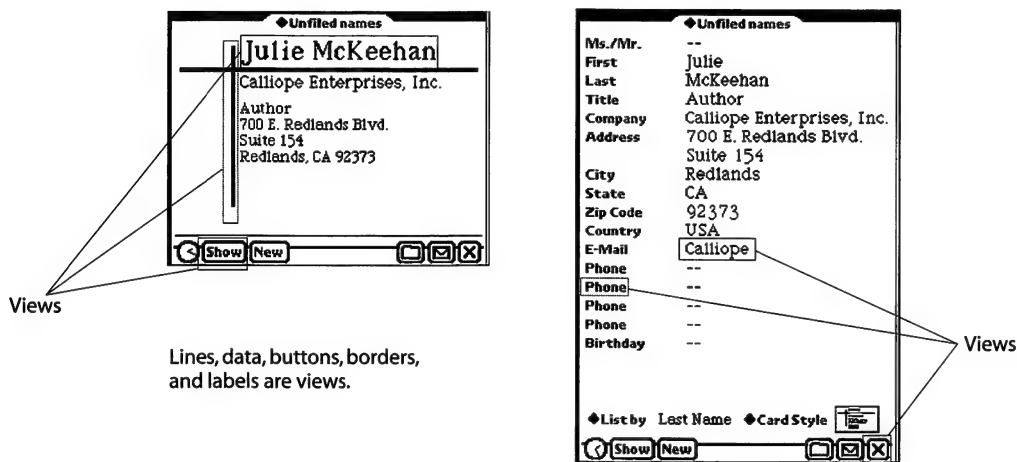 ◆Unfiled names
Julie McKeehan
Calliope Enterprises, Inc.
Author
700 E. Redlands Blvd.
Suite 154
Redlands, CA 92373
Show New
Views
Lines, data, buttons, borders,
and labels are views.
◆Unfiled names
Ms./Mr. --
First Julie
Last McKeehan
Title Author
Company Calliope Enterprises, Inc.
Address 700 E. Redlands Blvd.
Suite 154
City Redlands
State CA
Zip Code 92373
Country USA
E-Mail Calliope
Phone --
Phone --
Phone --
Phone --
Birthday --
◆List by Last Name ◆Card Style
Show New
Views